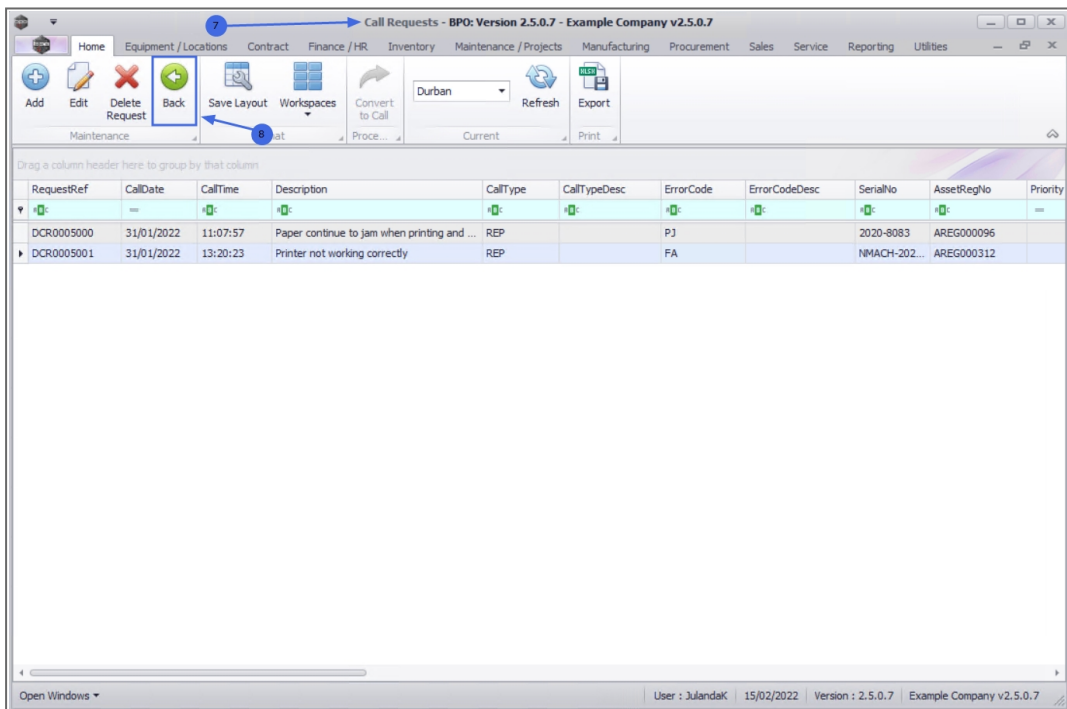 7
Call Requests - BPO: Version 2.5.0.7 - Example Company v2.5.0.7
Home Equipment / Locations Contract Finance / HR Inventory Maintenance / Projects Manufacturing Procurement Sales Service Reporting Utilities
Add Edit Delete Request Back Save Layout Workspaces Convert to Call Durban Refresh Export
Maintenance 8 at Proce... Current Print
Drag a column header here to group by that column
RequestRef CallDate CallTime Description CallType CallTypeDesc ErrorCode ErrorCodeDesc SerialNo AssetRegNo Priority
DCR0005000 31/01/2022 11:07:57 Paper continue to jam when printing and ... REP PJ 2020-8083 AREG000096
DCR0005001 31/01/2022 13:20:23 Printer not working correctly REP FA NMACH-202... AREG000312
Open Windows User : JulandaK 15/02/2022 Version : 2.5.0.7 Example Company v2.5.0.7